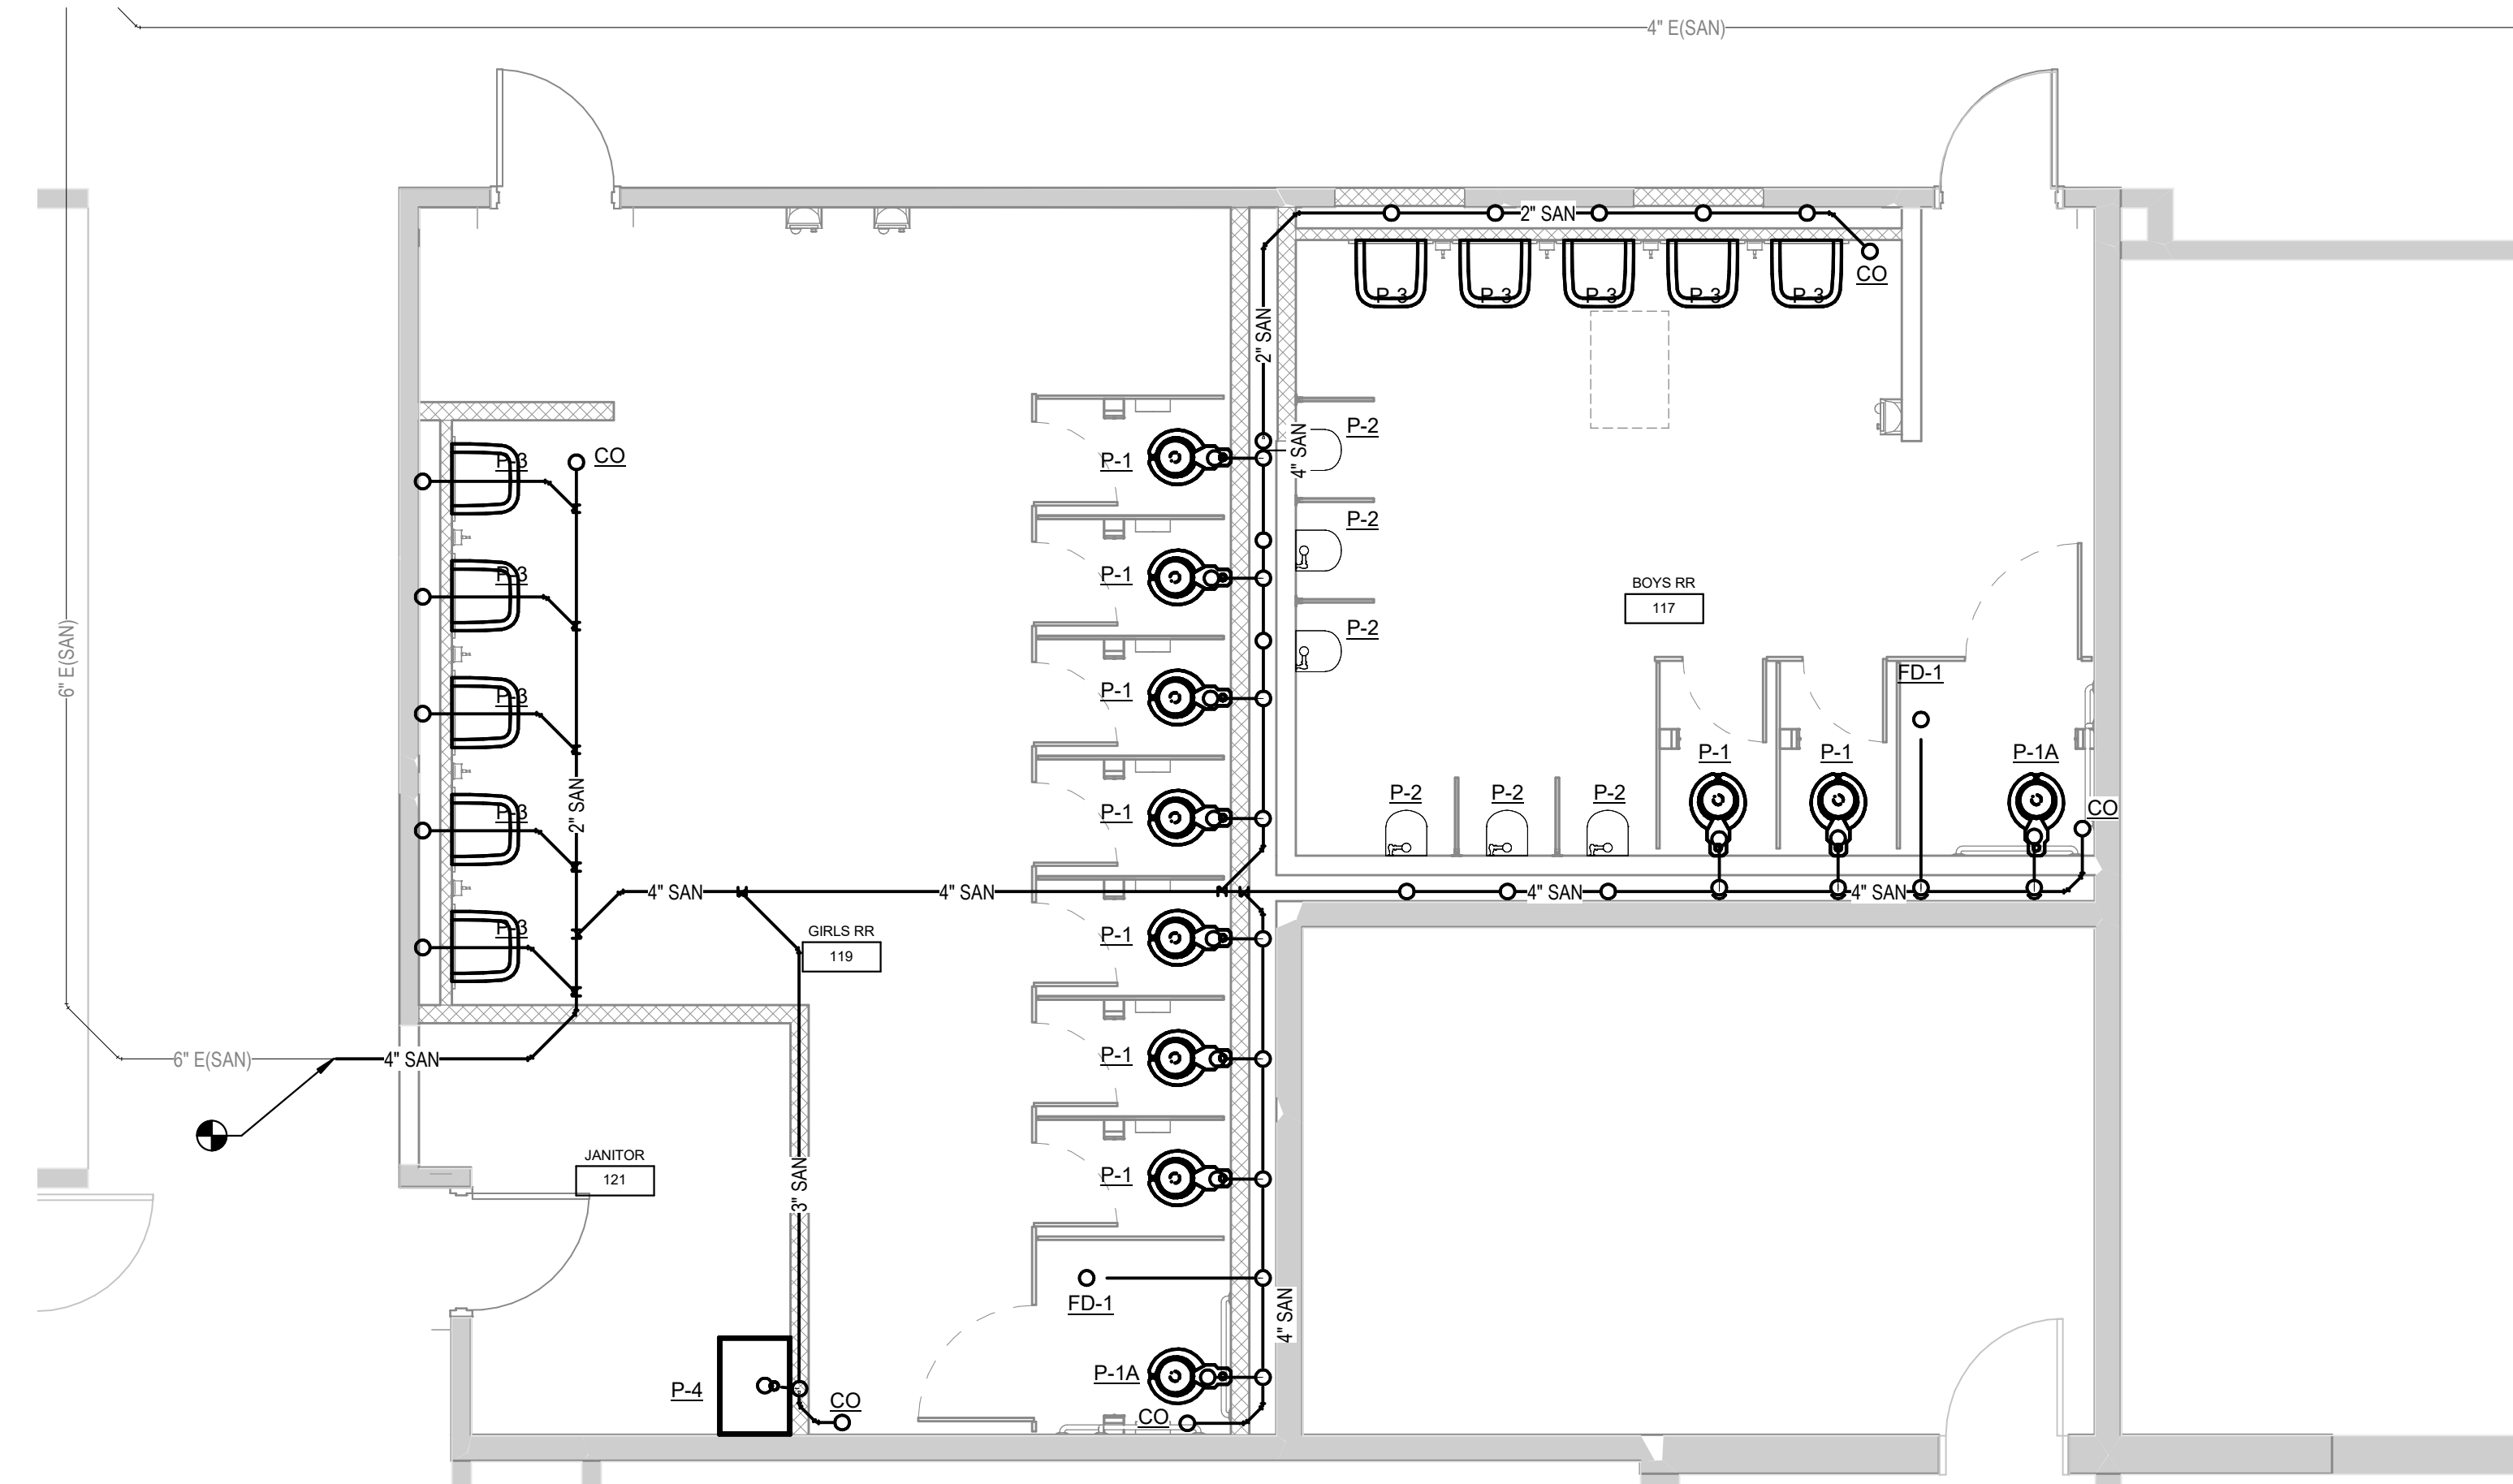 4" E(SAN)
2" SAN
CO
P-3
P-3
P-3
P-3
P-3
2" SAN
4" SAN
P-2
P-2
P-2
CO
P-3
P-3
P-3
P-3
P-3
2" SAN
6" E(SAN)
P-1
P-1
P-1
P-1
P-1
P-1
P-1
BOYS RR
117
FD-1
P-1
P-1
P-1A
P-2
P-2
P-2
CO
4" SAN
4" SAN
4" SAN
4" SAN
GIRLS RR
119
6" E(SAN)
4" SAN
JANITOR
121
3" SAN
FD-1
4" SAN
P-4
P-1A
CO
CO